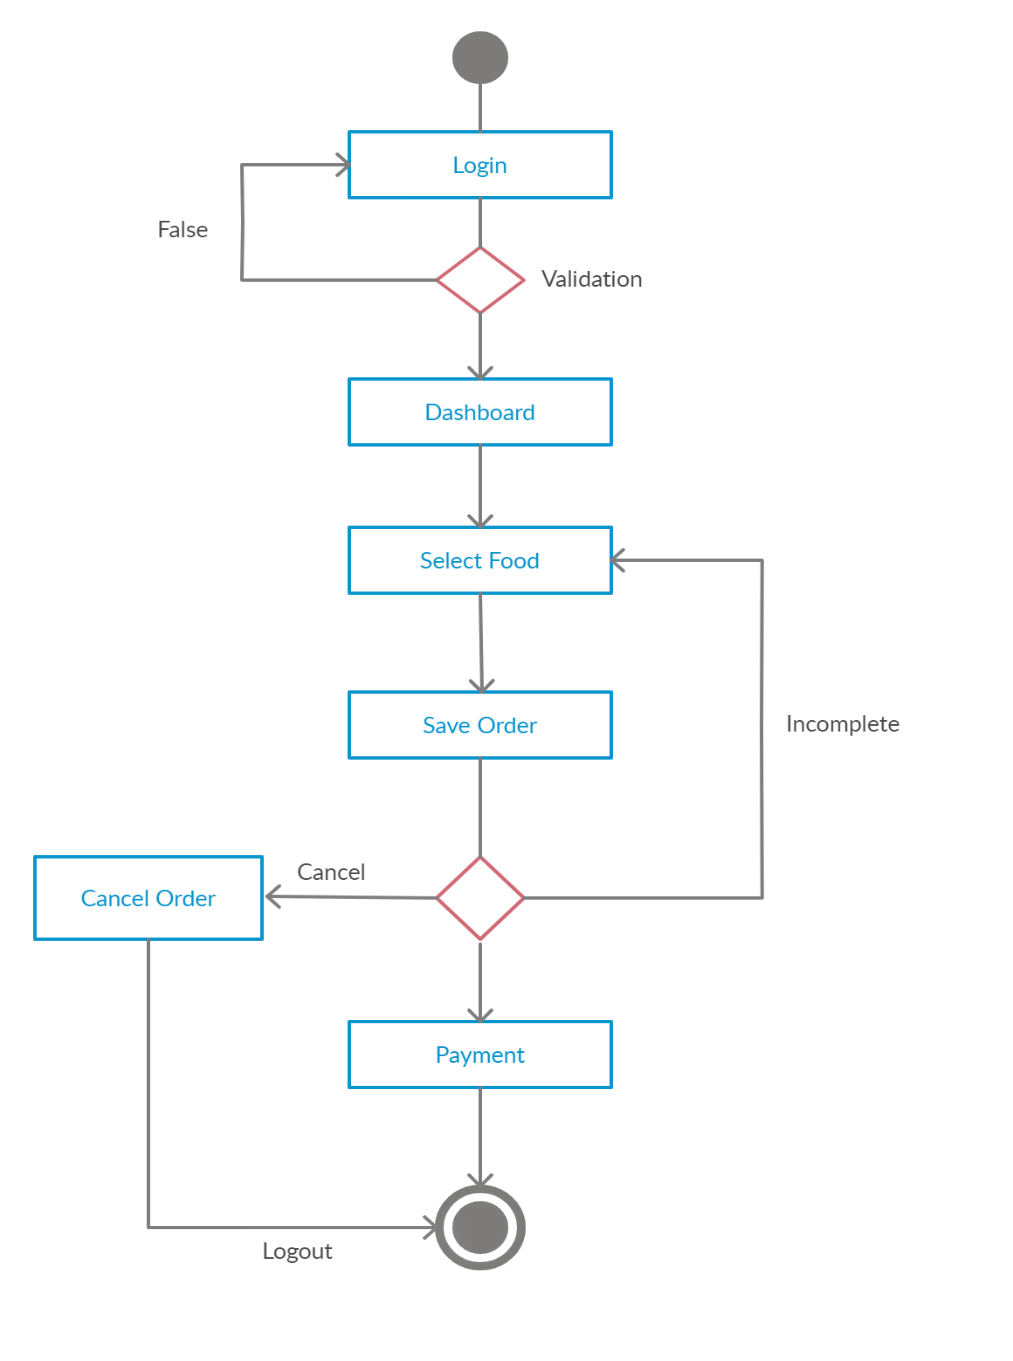 Login
False
Validation
Dashboard
Select Food
Save Order
Incomplete
Cancel
Cancel Order
Payment
Logout